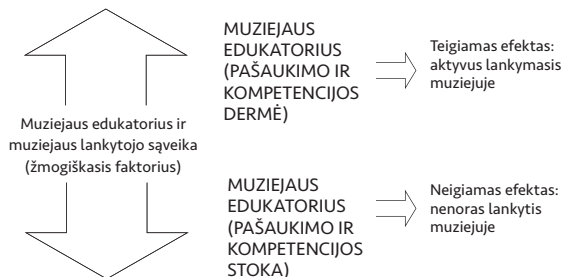 MUZIEJAUS
EDUKATORIUS
(PAŠAUKIMO IR
KOMPETENCIJOS
DERMĖ)
Teigiamas efektas:
aktyvus lankymasis
muziejuje
Muziejaus edukatorius ir
muziejaus lankytojo sąveika
(žmogiškasis faktorius)
MUZIEJAUS
EDUKATORIUS
(PAŠAUKIMO IR
KOMPETENCIJOS
STOKA)
Neigiamas efektas:
nenoras lankytis
muziejuje